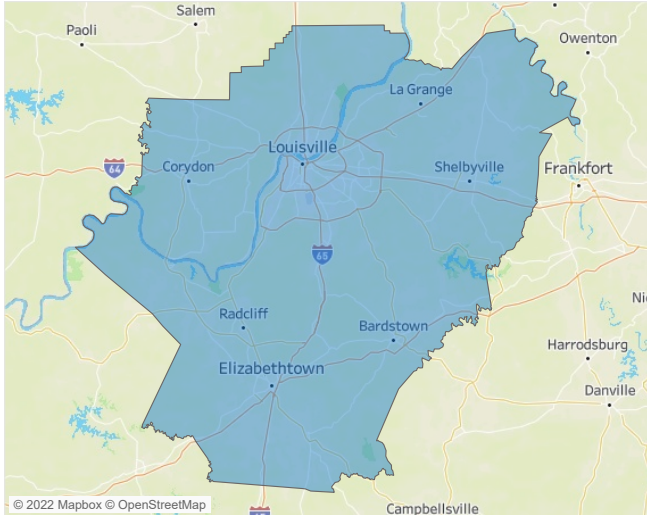 Salem
Paoli
Owenton
La Grange
Louisville
64
Corydon
Shelbyville
Frankfort
65
Radcliff
Bardstown
Harrodsburg
Elizabethtown
Danville
© 2022 Mapbox © OpenStreetMap
Campbellsville